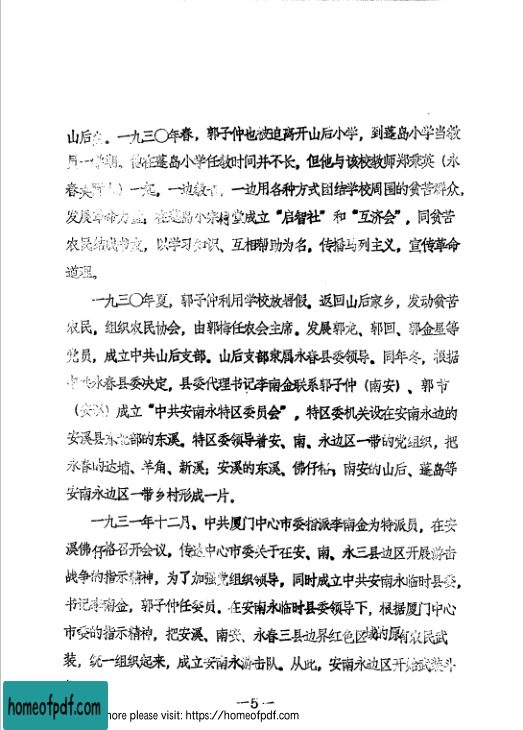 山后。一九三〇年春，郭子仲也被迫离开山后小学，到蓬岛小学当教
员一学期。他在蓬岛小学任教时间并不长。但他与该校教师郑秉英（永
春人）一起，一边教，一边用各种方式团结学校周围的贫苦群众，
发展革命力量。在蓬岛小宗祠堂成立“启智社”和“互济会”，同贫苦
农民结成，以学习知识、互相帮助为名，传播马列主义，宣传革命
道理。
一九三〇年夏，郭子仲利用学校放暑假。返回山后家乡，发动贫苦
农民，组织农民协会，由郭梅任农会主席。发展郭龙、郭回、郭金星等
党员，成立中共山后支部。山后支部隶属永春县委领导。同年冬，根据
中共永春县委决定，县委代理书记李南金联系郭子仲（南安）、郭节
（安溪）成立“中共安南永特区委员会”，特区委机关设在安南永边的
安溪县东北部的东溪。特区委领导着安、南、永边区一带的党组织，把
永春的达埔、羊角、新溪；安溪的东溪、佛仔格；南安的山后、蓬岛等
安南永边区一带乡村形成一片。
一九三一年十二月、中共厦门中心市委指派李南金为特派员，在安
溪佛仔格召开会议，传达中心市委关于在安、南、永三县边区开展游击
战争的指示精神，为了加强党组织领导，同时成立中共安南永临时县委，
书记李南金，郭子仲任委员。在安南永临时县委领导下，根据厦门中心
市委的指示精神，把安溪、南安、永春三县边界红色区域的原有农民武
装，统一组织起来，成立安南永游击队。从此，安南永边区开始武装斗
—5—
homeofpdf.com
more please visit: https://homeofpdf.com